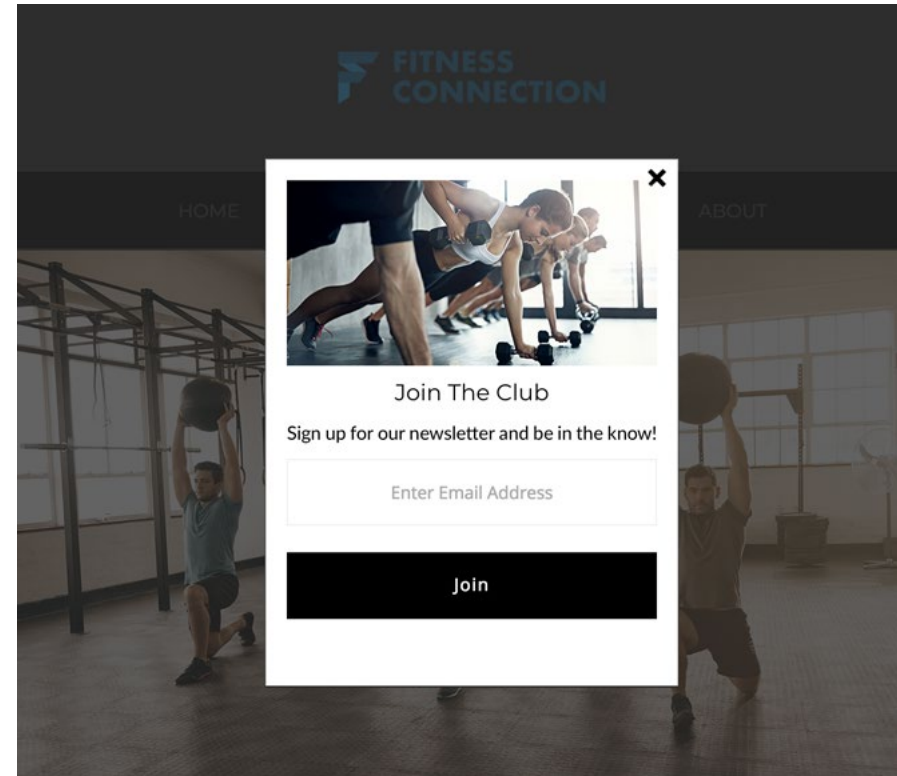 FITNESS
CONNECTION
HOME
ABOUT
Join The Club
Sign up for our newsletter and be in the know!
Enter Email Address
Join